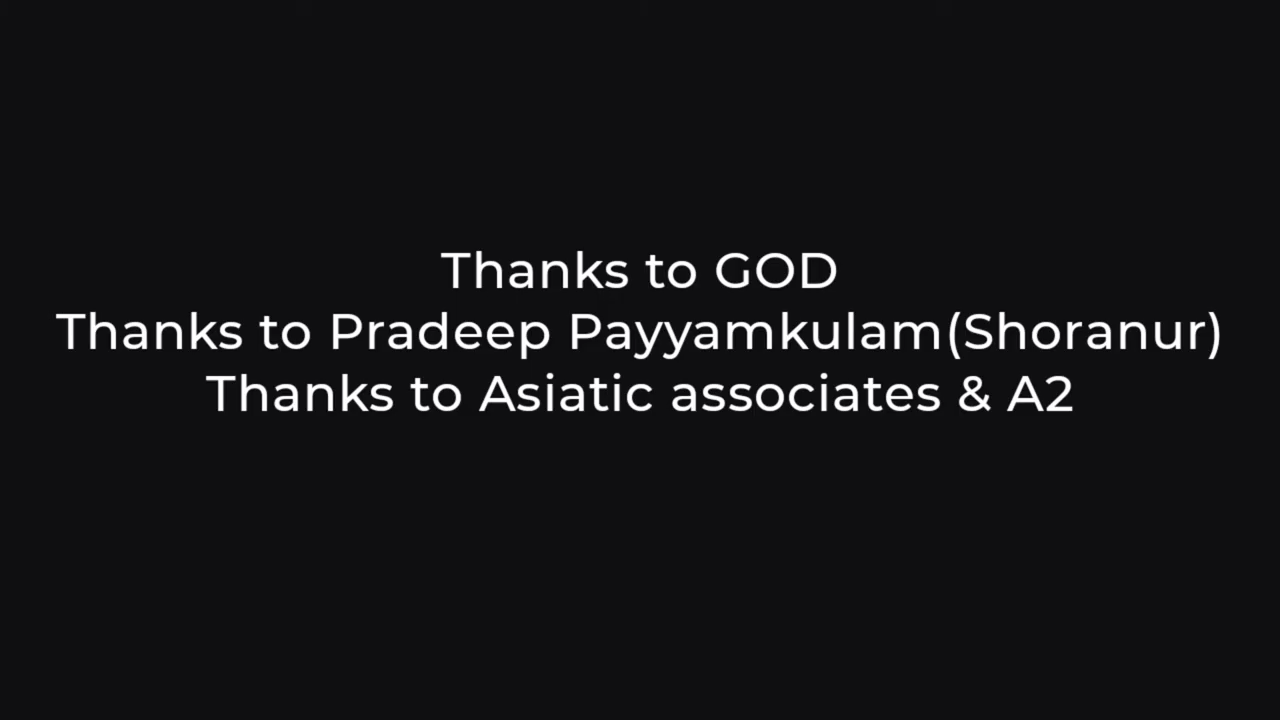 Thanks to GOD
Thanks to Pradeep Payyamkulam(Shoranur)
Thanks to Asiatic associates & A2